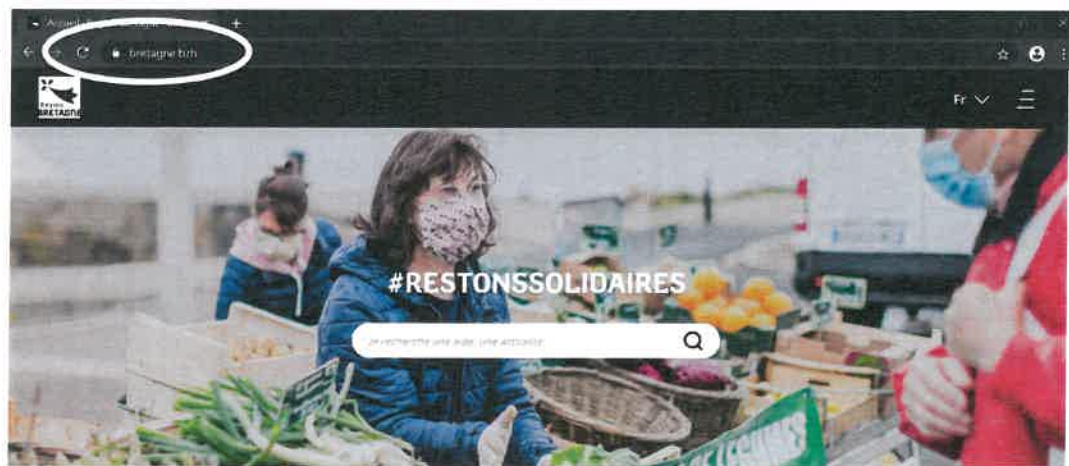 bretagne.bzh
Région
BRETAGNE
Fr
#RESTONSSOLIDAIRES
Je recherche une aide, une actualité